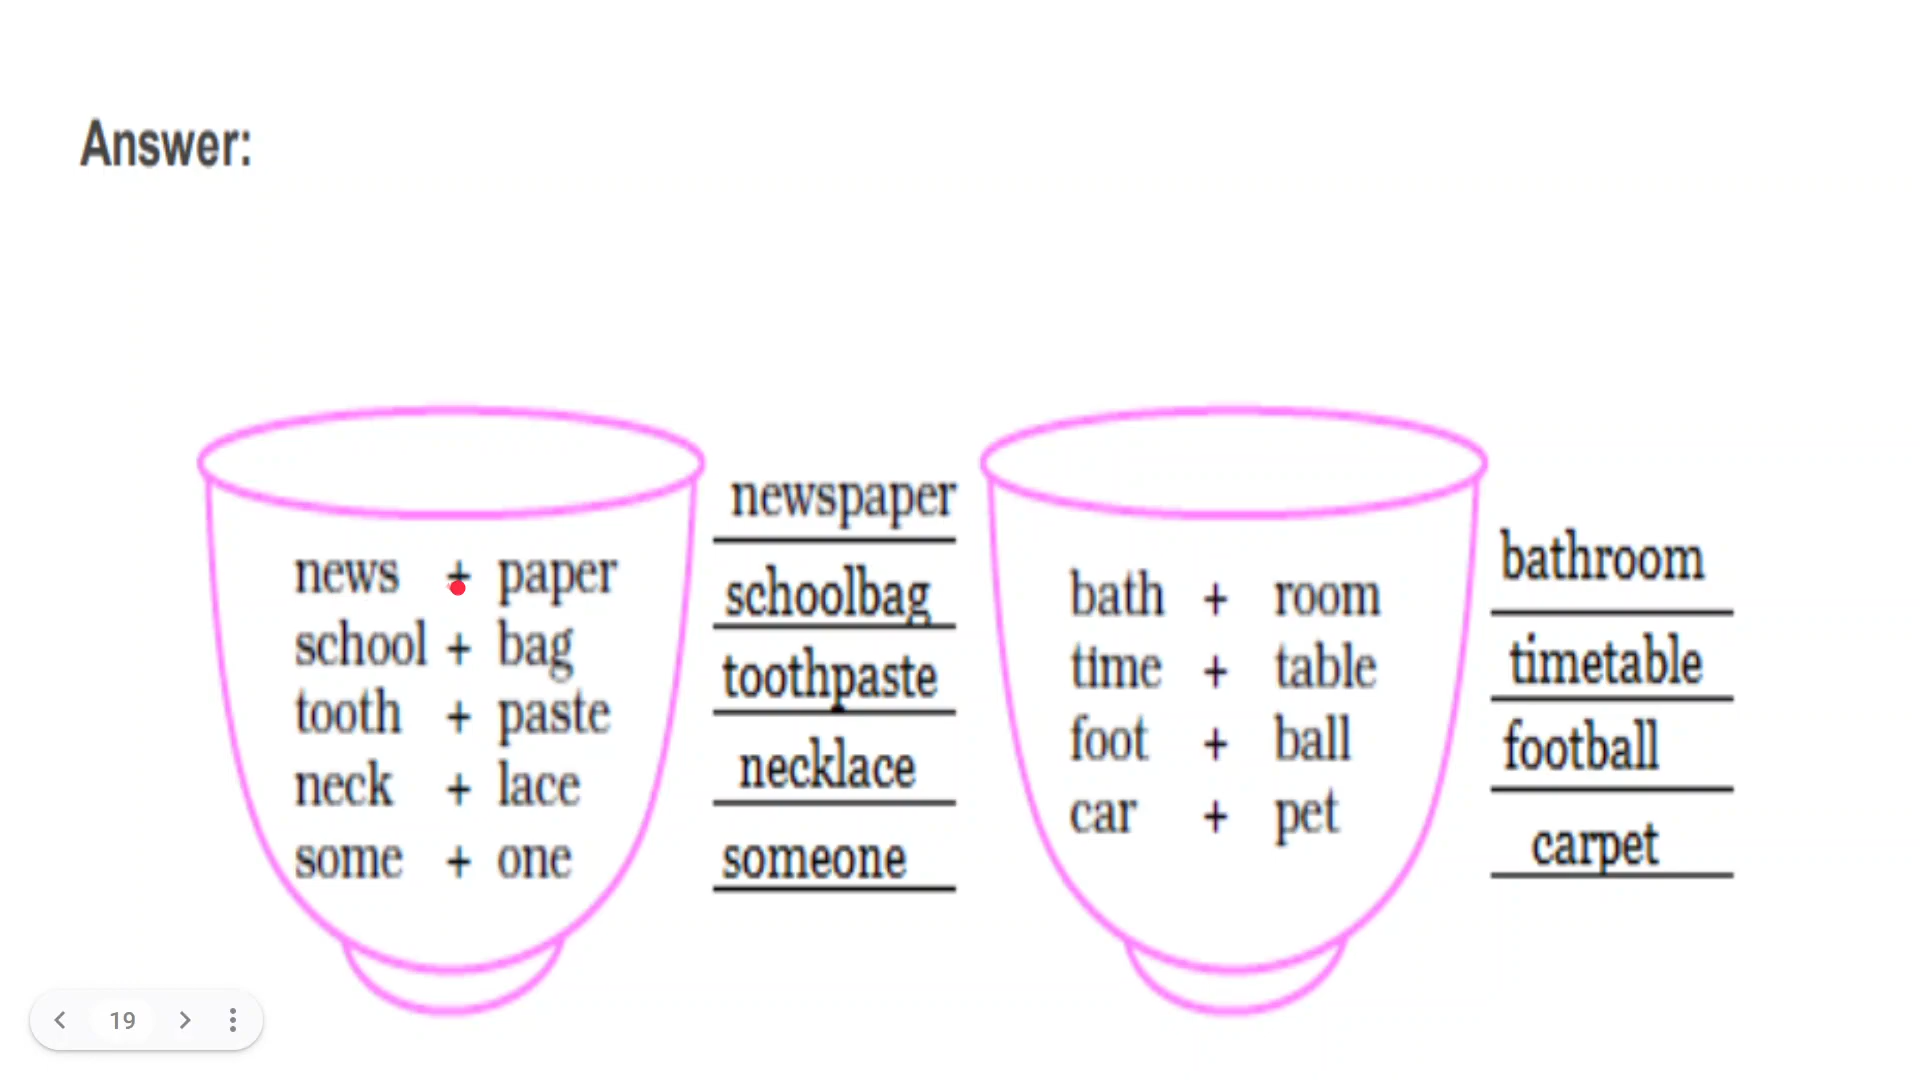 Answer:
news + paper
school + bag
tooth + paste
neck + lace
some + one
newspaper
schoolbag
toothpaste
necklace
someone
bath + room
time + table
foot + ball
car + pet
bathroom
timetable
football
carpet
19